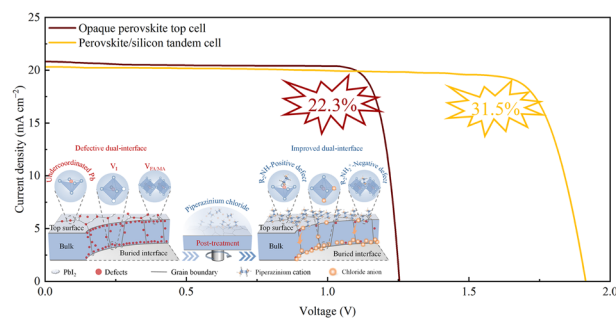 Opaque perovskite top cell
Perovskite/silicon tandem cell
Current density (mA cm⁻²)
25
20
15
10
5
0
22.3%
31.5%
Defective dual-interface
Improved dual-interface
Undercoordinated Pb
V_I
V_FA/MA
Piperazinium chloride
R₂-NH-Positive defect
R₂-NH₂⁺-Negative defect
Top surface
Bulk
Buried interface
Post-treatment
Top surface
Bulk
Buried interface
PbI₂
Defects
Grain boundary
Piperazinium cation
Chloride anion
0.0
0.5
1.0
1.5
2.0
Voltage (V)